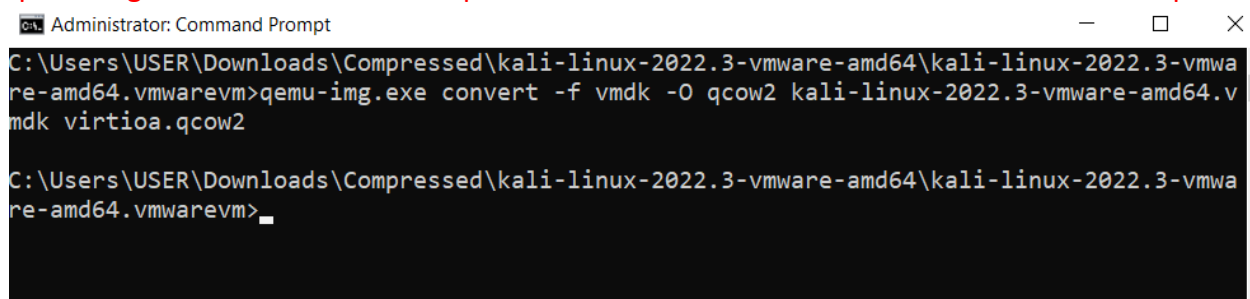 Administrator: Command Prompt
C:\Users\USER\Downloads\Compressed\kali-linux-2022.3-vmware-amd64\kali-linux-2022.3-vmwa
re-amd64.vmwarevm>qemu-img.exe convert -f vmdk -O qcow2 kali-linux-2022.3-vmware-amd64.v
mdk virtioa.qcow2
C:\Users\USER\Downloads\Compressed\kali-linux-2022.3-vmware-amd64\kali-linux-2022.3-vmwa
re-amd64.vmwarevm>